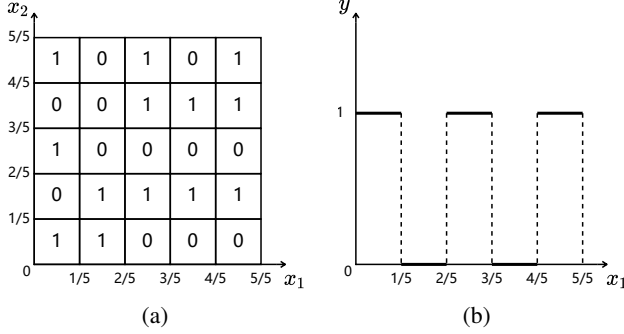 x₂ y
5/5 1 0 1 0 1
4/5 0 0 1 1 1
3/5 1 0 0 0 0
2/5 0 1 1 1 1
1/5 1 1 0 0 0
0 1/5 2/5 3/5 4/5 5/5 x₁
1
0 1/5 2/5 3/5 4/5 5/5 x₁
(a) (b)